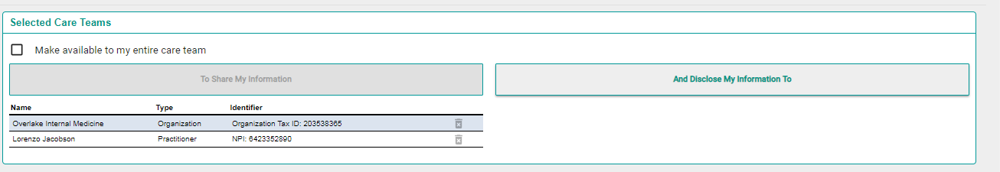 Selected Care Teams
Make available to my entire care team
To Share My Information
And Disclose My Information To
Name Type Identifier
Overlake Internal Medicine Organization Organization Tax ID: 203538365
Lorenzo Jacobson Practitioner NPI: 6423352890